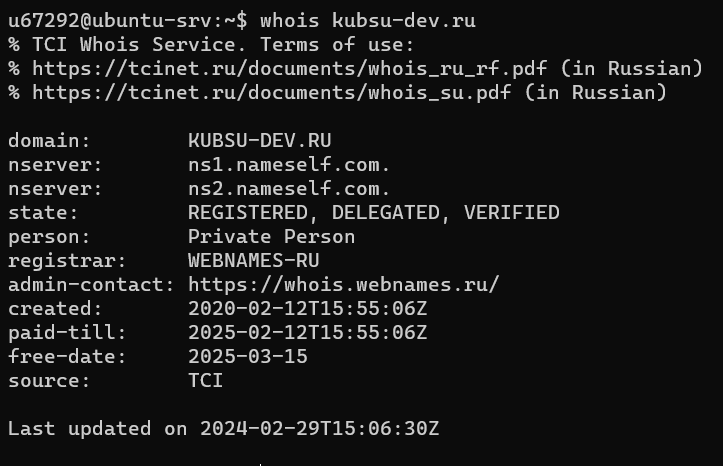 u67292@ubuntu-srv:~$ whois kubsu-dev.ru
% TCI Whois Service. Terms of use:
% https://tcinet.ru/documents/whois_ru_rf.pdf (in Russian)
% https://tcinet.ru/documents/whois_su.pdf (in Russian)

domain:        KUBSU-DEV.RU
nserver:       ns1.nameself.com.
nserver:       ns2.nameself.com.
state:         REGISTERED, DELEGATED, VERIFIED
person:        Private Person
registrar:     WEBNAMES-RU
admin-contact: https://whois.webnames.ru/
created:       2020-02-12T15:55:06Z
paid-till:     2025-02-12T15:55:06Z
free-date:     2025-03-15
source:        TCI

Last updated on 2024-02-29T15:06:30Z